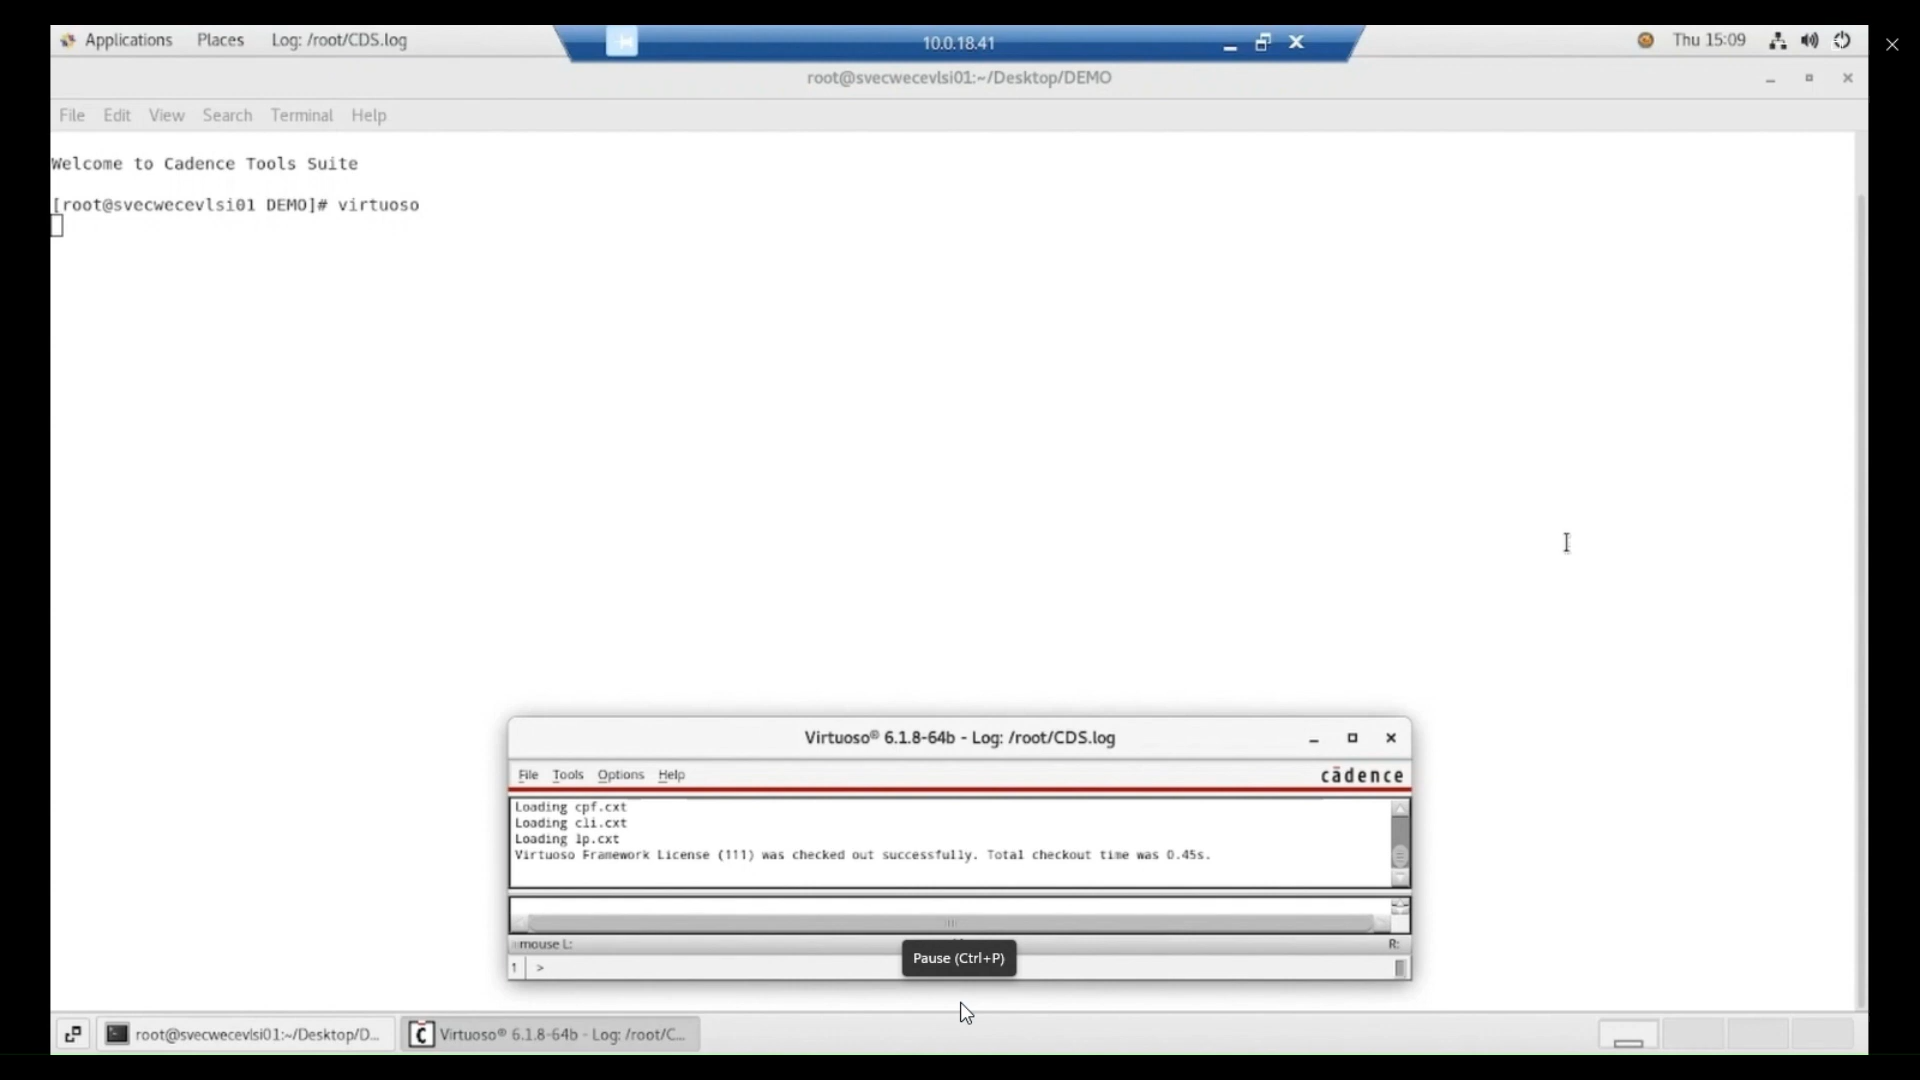 Applications Places Log: /root/CDS.log
10.0.18.41
Thu 15:09
root@svecwecevlsi01:~/Desktop/DEMO
File Edit View Search Terminal Help
Welcome to Cadence Tools Suite
[root@svecwecevlsi01 DEMO]# virtuoso
Virtuoso® 6.1.8-64b - Log: /root/CDS.log
File Tools Options Help
cādence
Loading cpf.cxt
Loading cli.cxt
Loading lp.cxt
Virtuoso Framework License (111) was checked out successfully. Total checkout time was 0.45s.
mouse L: R:
Pause (Ctrl+P)
1 >
root@svecwecevlsi01:~/Desktop/D...
Virtuoso® 6.1.8-64b - Log: /root/C...